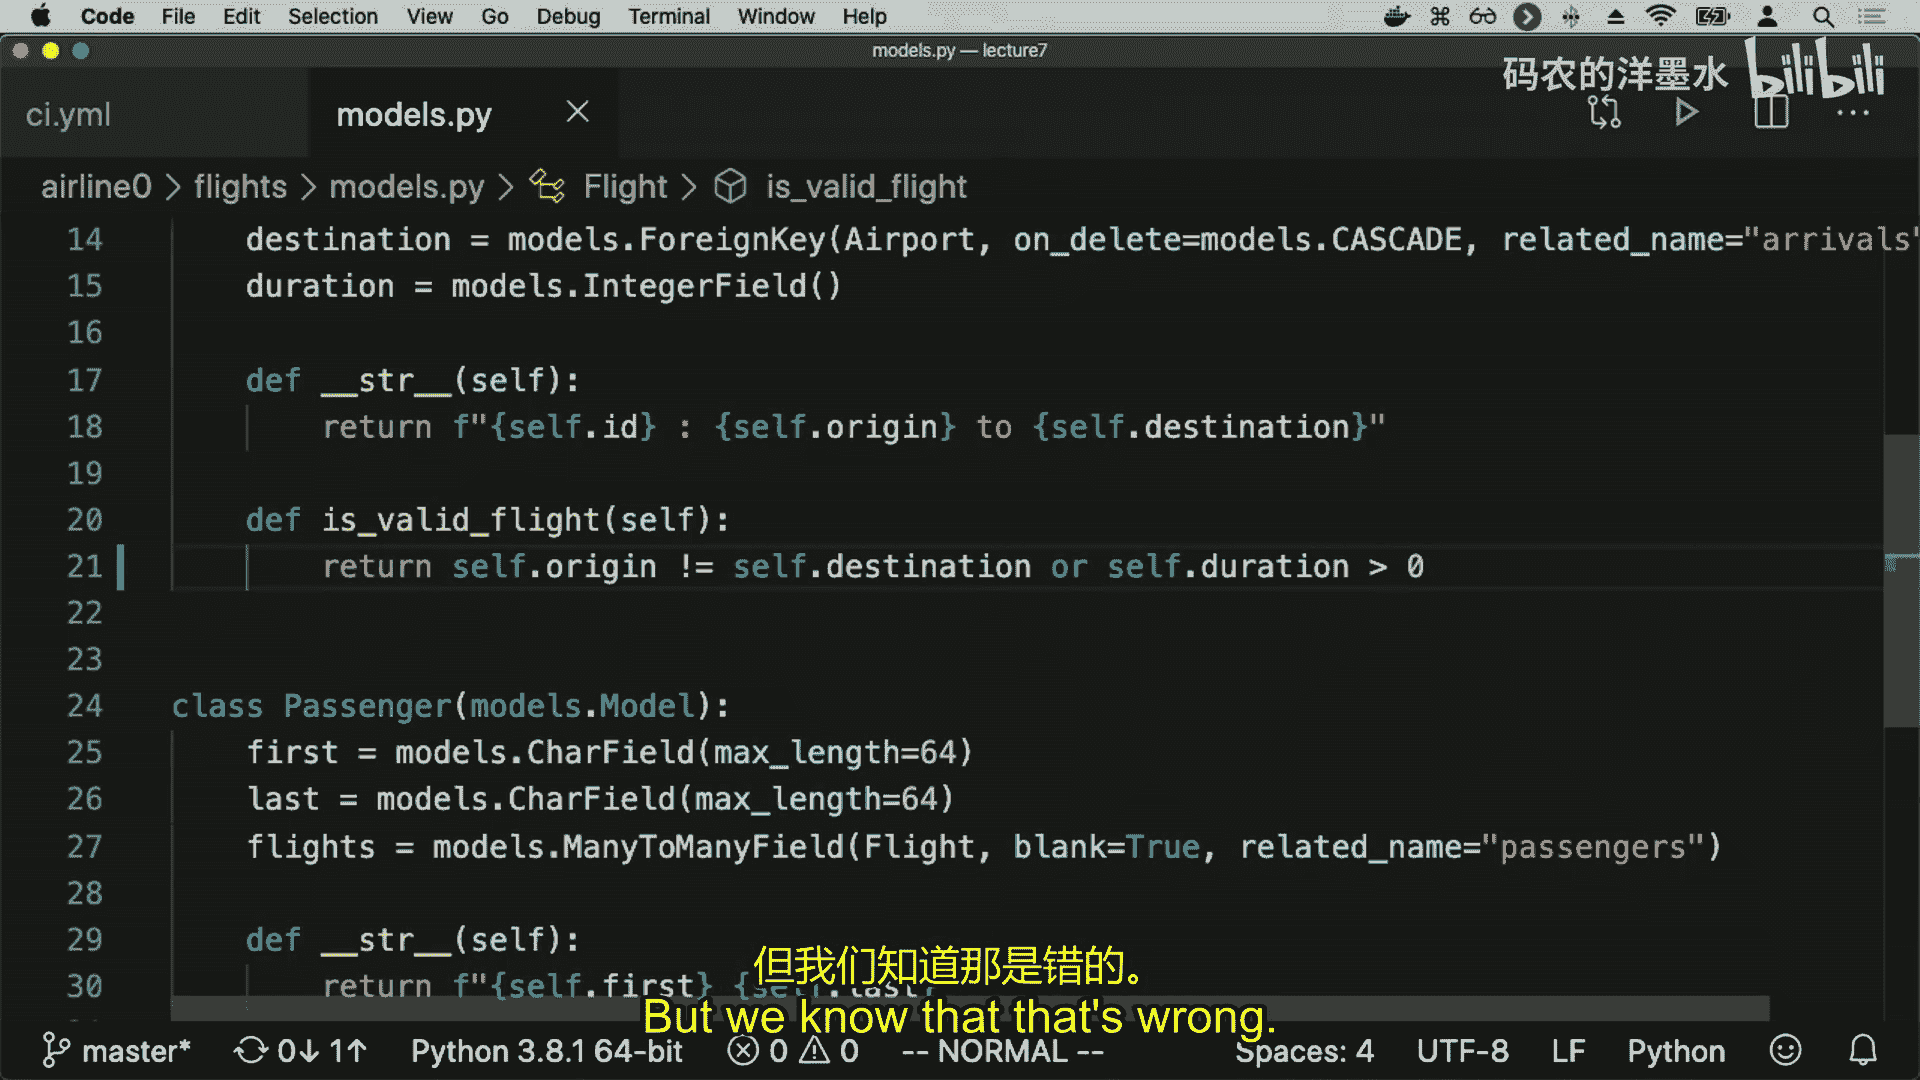 Code File Edit Selection View Go Debug Terminal Window Help
models.py — lecture7
码农的洋墨水 bilibili
ci.yml models.py
airline0 > flights > models.py > Flight > is_valid_flight
14 destination = models.ForeignKey(Airport, on_delete=models.CASCADE, related_name="arrivals"
15 duration = models.IntegerField()
16
17 def __str__(self):
18 return f"{self.id} : {self.origin} to {self.destination}"
19
20 def is_valid_flight(self):
21 return self.origin != self.destination or self.duration > 0
22
23
24 class Passenger(models.Model):
25 first = models.CharField(max_length=64)
26 last = models.CharField(max_length=64)
27 flights = models.ManyToManyField(Flight, blank=True, related_name="passengers")
28
29 def __str__(self):
30 return f"{self.first} {self.last}
但我们知道那是错的。
But we know that that's wrong.
master* 0↓ 1↑ Python 3.8.1 64-bit 0 0 -- NORMAL -- Spaces: 4 UTF-8 LF Python